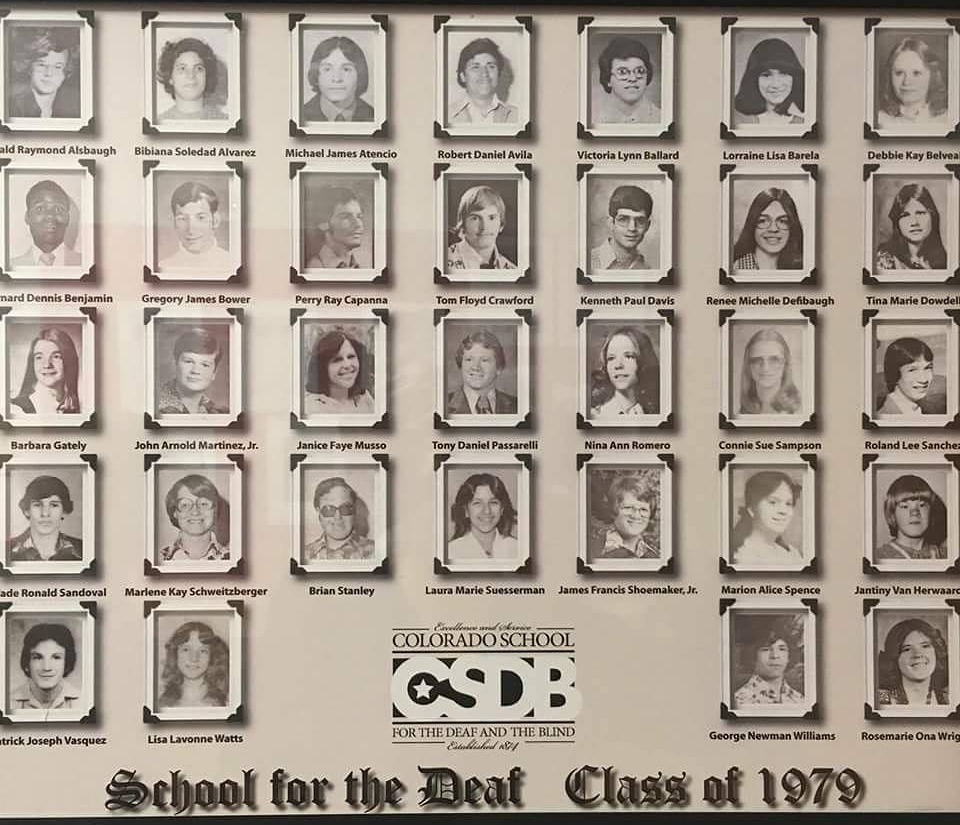 ald Raymond Alsbaugh Bibiana Soledad Alvarez Michael James Atencio Robert Daniel Avila Victoria Lynn Ballard Lorraine Lisa Barela Debbie Kay Belvea
nard Dennis Benjamin Gregory James Bower Perry Ray Capanna Tom Floyd Crawford Kenneth Paul Davis Renee Michelle Defibaugh Tina Marie Dowdell
Barbara Gately John Arnold Martinez, Jr. Janice Faye Musso Tony Daniel Passarelli Nina Ann Romero Connie Sue Sampson Roland Lee Sanchez
ade Ronald Sandoval Marlene Kay Schweitzberger Brian Stanley Laura Marie Suesserman James Francis Shoemaker, Jr. Marion Alice Spence Jantiny Van Herwaard
trick Joseph Vasquez Lisa Lavonne Watts George Newman Williams Rosemarie Ona Wrig
Excellence and Service
COLORADO SCHOOL
CSDB
FOR THE DEAF AND THE BLIND
Established 1874
School for the Deaf Class of 1979